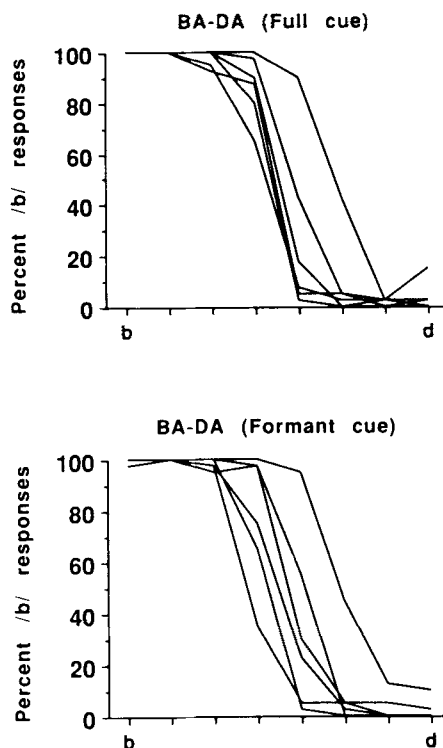 BA-DA (Full cue)
Percent /b/ responses
100
80
60
40
20
0
b d
BA-DA (Formant cue)
Percent /b/ responses
100
80
60
40
20
0
b d